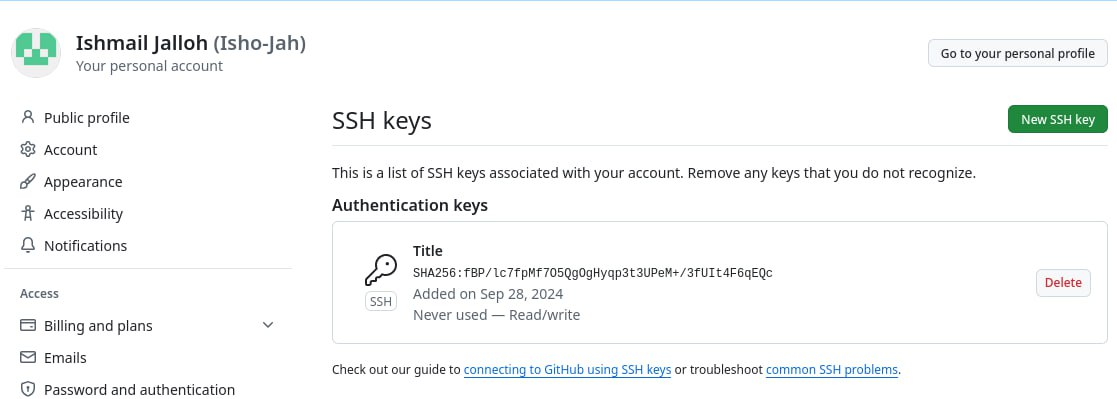 Ishmail Jalloh (Isho-Jah)
Your personal account
Go to your personal profile
Public profile
Account
Appearance
Accessibility
Notifications
Access
Billing and plans
Emails
Password and authentication
SSH keys
New SSH key
This is a list of SSH keys associated with your account. Remove any keys that you do not recognize.
Authentication keys
Title
SHA256:fBP/lc7fpMf7O5QgOgHyqp3t3UPeM+/3fUIt4F6qEQc
SSH
Added on Sep 28, 2024
Never used — Read/write
Delete
Check out our guide to connecting to GitHub using SSH keys or troubleshoot common SSH problems.